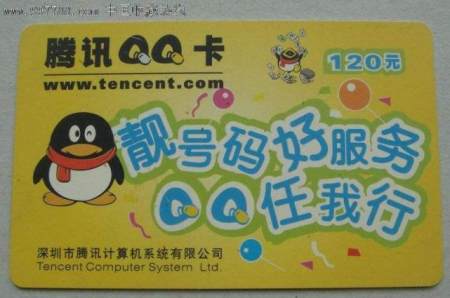 腾讯QQ卡
www.tencent.com
120元
靓号码好服务
QQ任我行
深圳市腾讯计算机系统有限公司
Tencent Computer System Ltd.